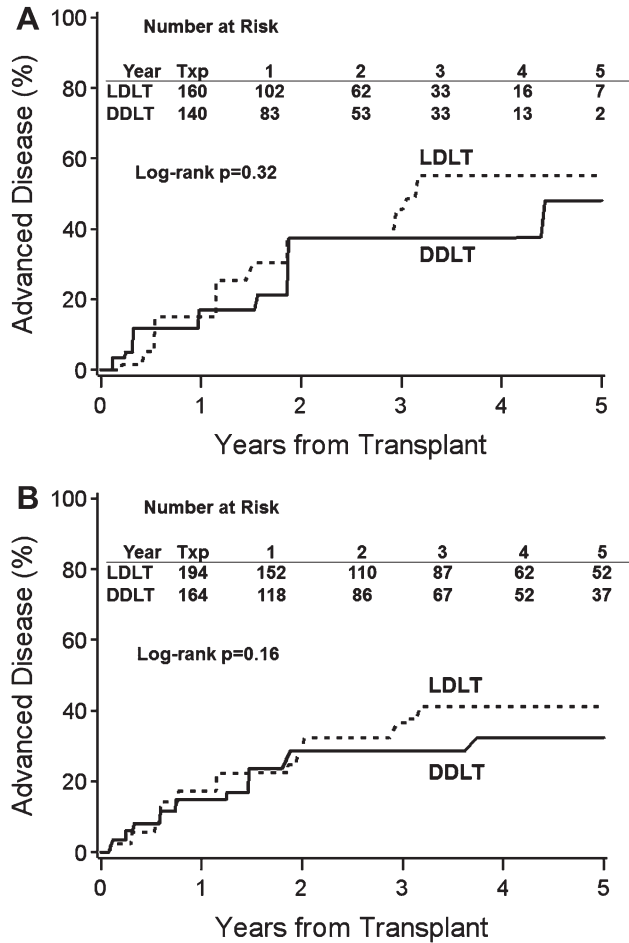 A
Number at Risk
Year Txp 1 2 3 4 5
LDLT 160 102 62 33 16 7
DDLT 140 83 53 33 13 2
Log-rank p=0.32
LDLT
DDLT
Advanced Disease (%)
100
80
60
40
20
0
0 1 2 3 4 5
Years from Transplant
B
Number at Risk
Year Txp 1 2 3 4 5
LDLT 194 152 110 87 62 52
DDLT 164 118 86 67 52 37
Log-rank p=0.16
LDLT
DDLT
Advanced Disease (%)
100
80
60
40
20
0
0 1 2 3 4 5
Years from Transplant